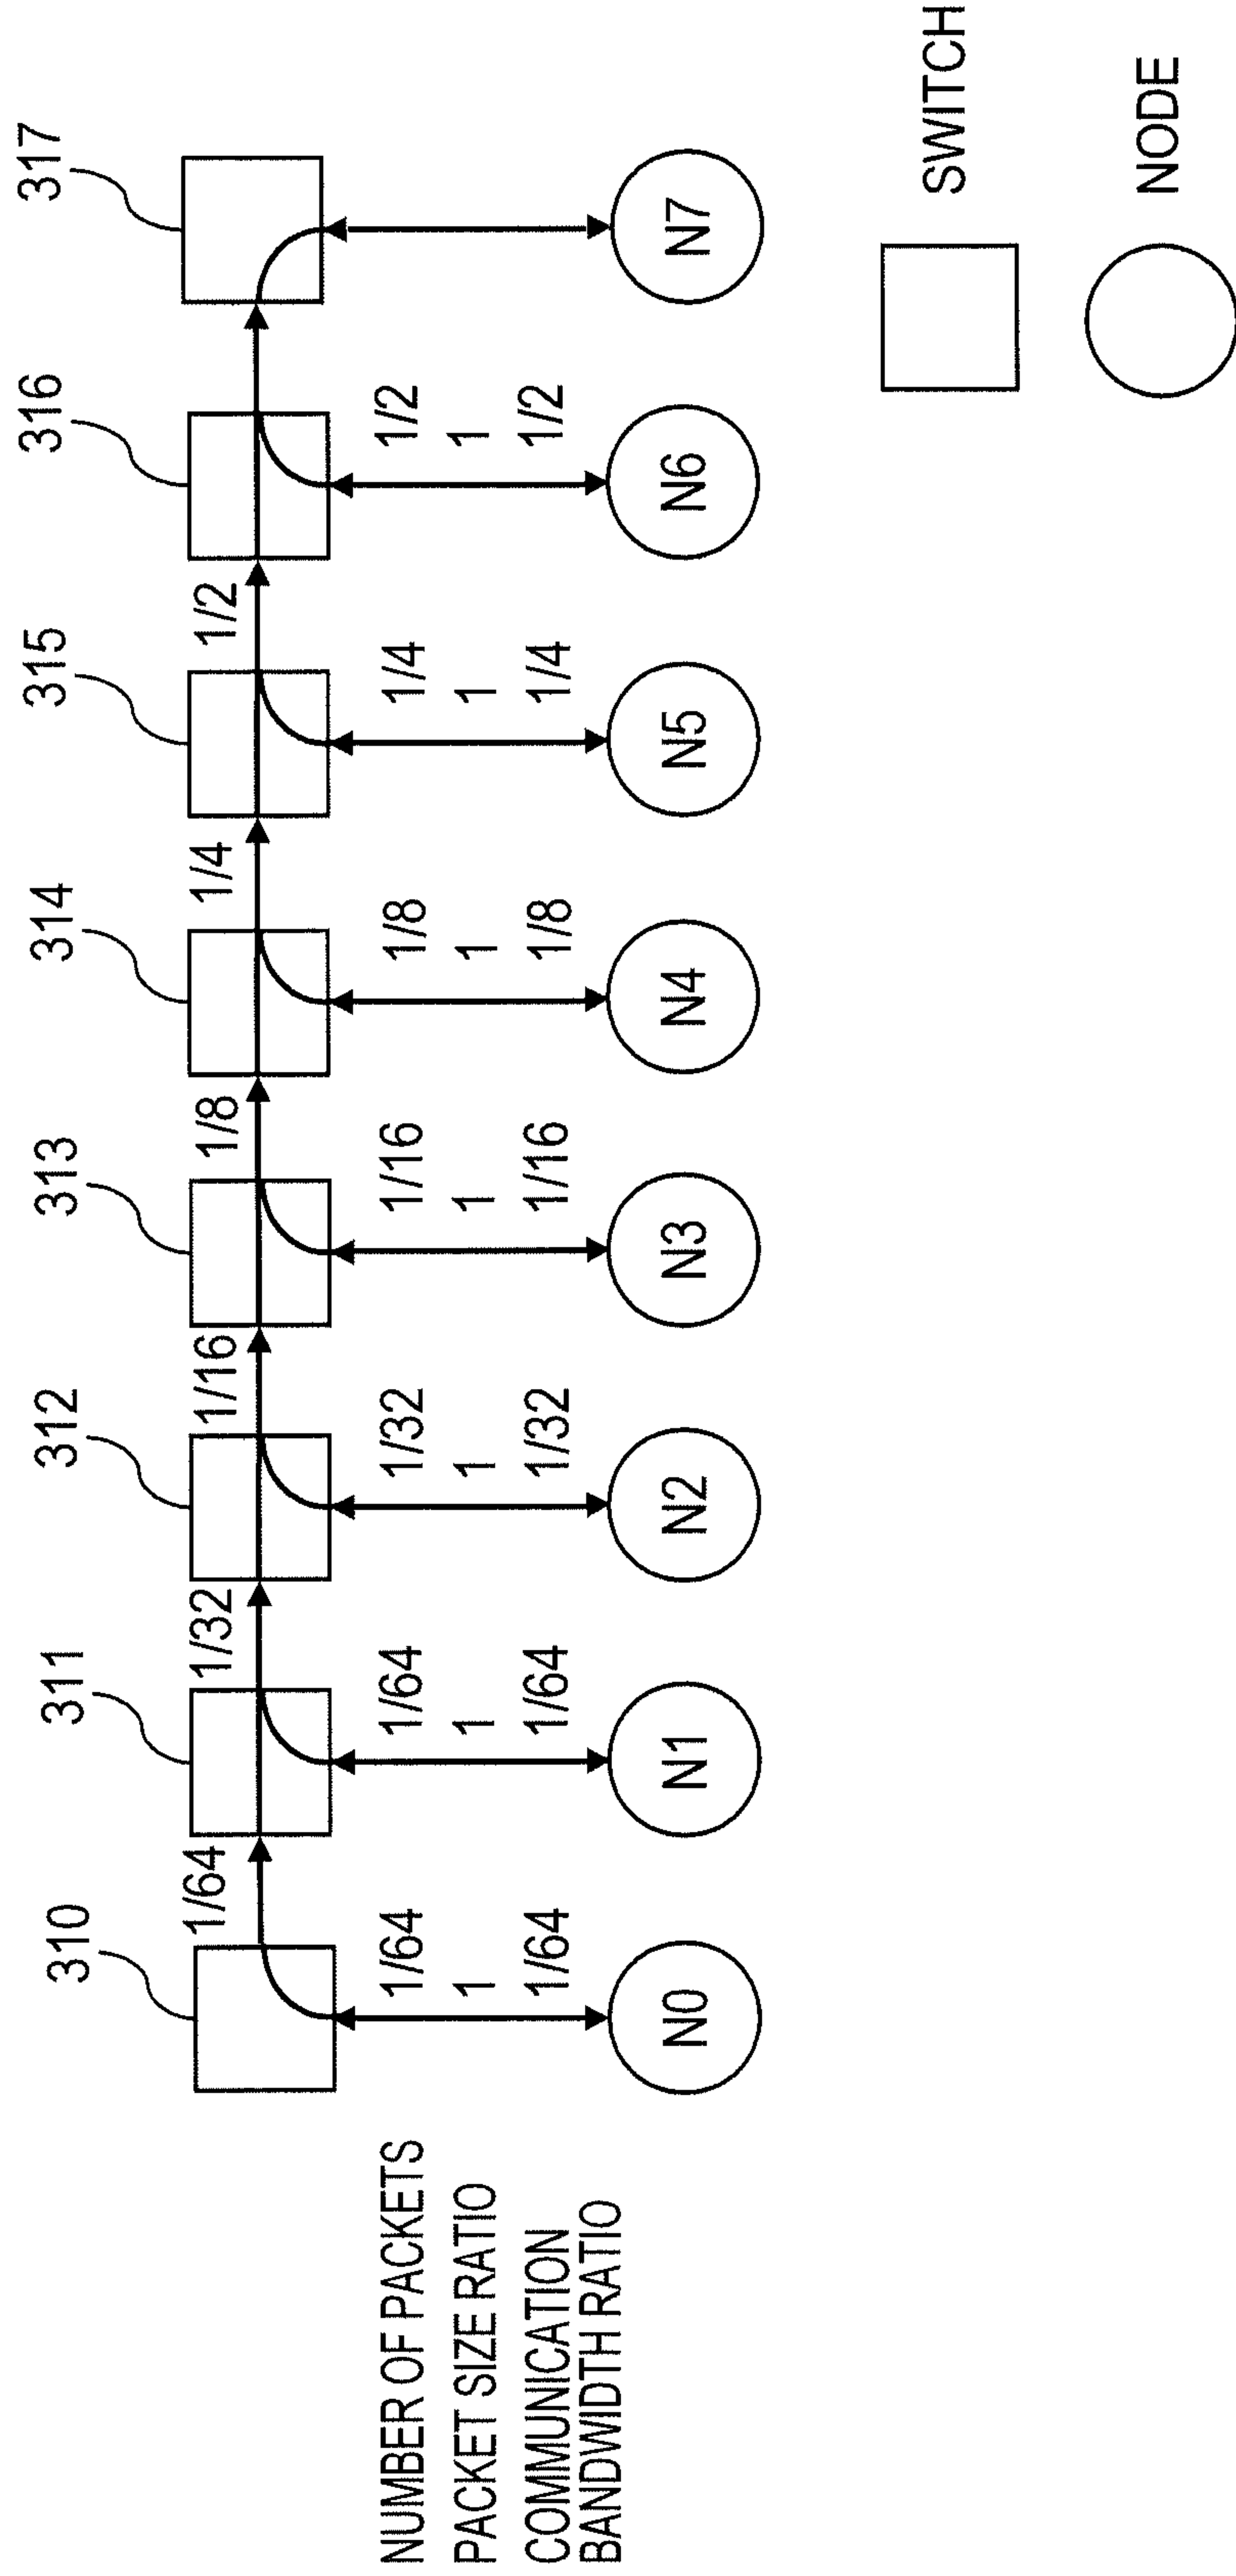 310
311
312
313
314
315
316
317
1/64
1/32
1/16
1/8
1/4
1/2
NUMBER OF PACKETS
1/64
1/64
1/32
1/16
1/8
1/4
1/2
PACKET SIZE RATIO
1
1
1
1
1
1
1
COMMUNICATION
BANDWIDTH RATIO
1/64
1/64
1/32
1/16
1/8
1/4
1/2
N0
N1
N2
N3
N4
N5
N6
N7
SWITCH
NODE